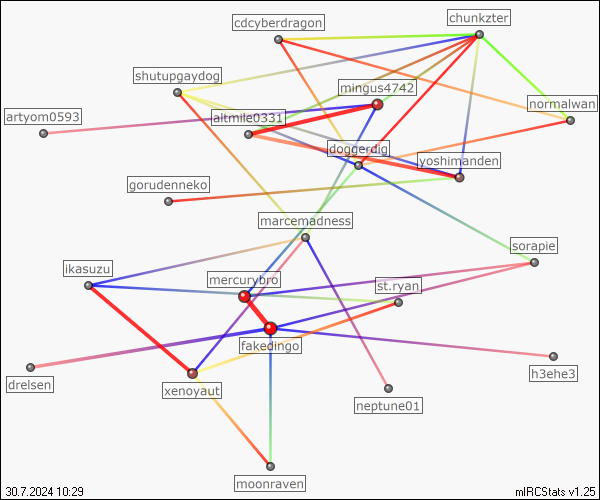 chunkzter
cdcyberdragon
shutupgaydog
mingus4742
normalwan
artyom0593
altmile0331
doggerdig
yoshimanden
gorudenneko
marcemadness
sorapie
ikasuzu
mercurybro
st.ryan
fakedingo
h3ehe3
drelsen
xenoyaut
neptune01
moonraven
30.7.2024 10:29
mIRCStats v1.25